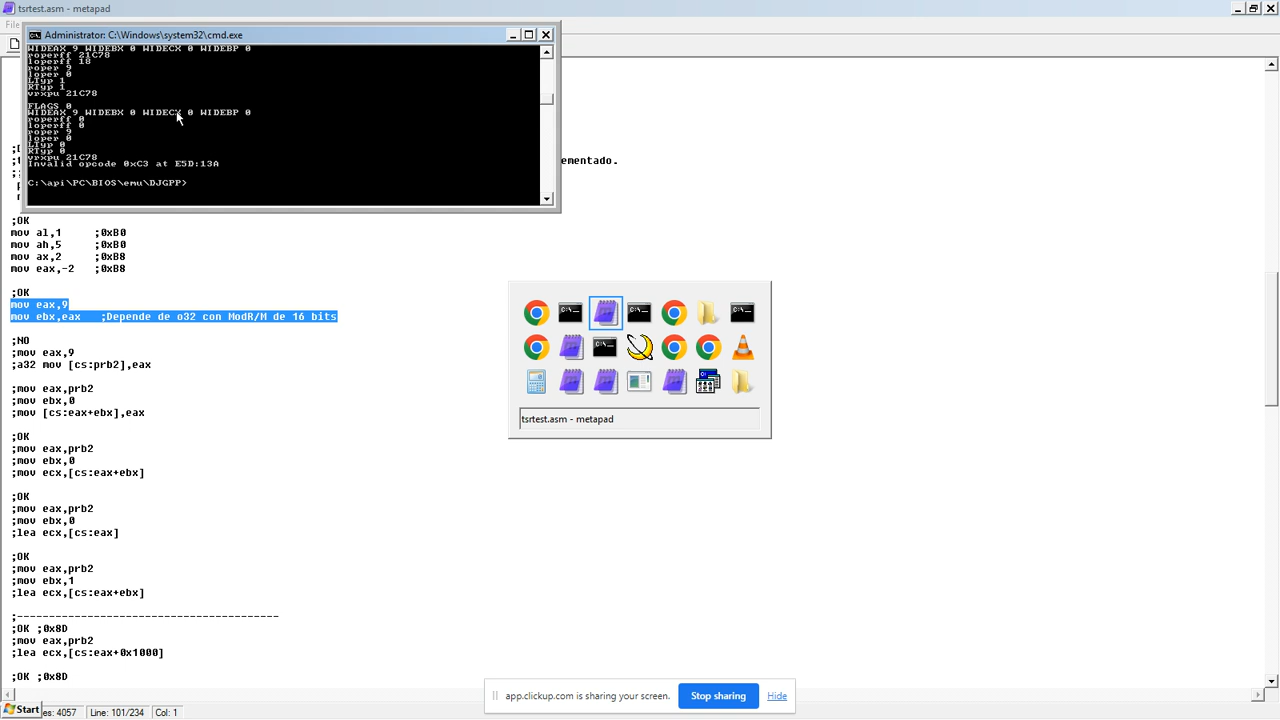 tsrtest.asm - metapad
File
Administrator: C:\Windows\system32\cmd.exe
WIDEAX 9 WIDEBX 0 WIDECX 0 WIDEBP 0
roperff 21C78
loperff 18
roper 9
loper 0
LTyp 1
RTyp 1
vrxpu 21C78
FLAGS 0
WIDEAX 9 WIDEBX 0 WIDECX 0 WIDEBP 0
roperff 0
loperff 0
roper 9
loper 0
LTyp 0
RTyp 0
vrxpu 21C78
Invalid opcode 0xC3 at E5D:13A
C:\api\PC\BIOS\emu\DJGPP>
ementado.
;OK
mov al,1 ;0xB0
mov ah,5 ;0xB0
mov ax,2 ;0xB8
mov eax,-2 ;0xB8
;OK
mov eax,9
mov ebx,eax ;Depende de o32 con ModR/M de 16 bits
;NO
;mov eax,9
;a32 mov [cs:prb2],eax
;mov eax,prb2
;mov ebx,0
;mov [cs:eax+ebx],eax
;OK
;mov eax,prb2
;mov ebx,0
;mov ecx,[cs:eax+ebx]
;OK
;mov eax,prb2
;mov ebx,0
;lea ecx,[cs:eax]
;OK
;mov eax,prb2
;mov ebx,1
;lea ecx,[cs:eax+ebx]
;----------------------------------------
;OK ;0x8D
;mov eax,prb2
;lea ecx,[cs:eax+0x1000]
;OK ;0x8D
tsrtest.asm - metapad
app.clickup.com is sharing your screen. Stop sharing Hide
Start es: 4057 Line: 101/234 Col: 1